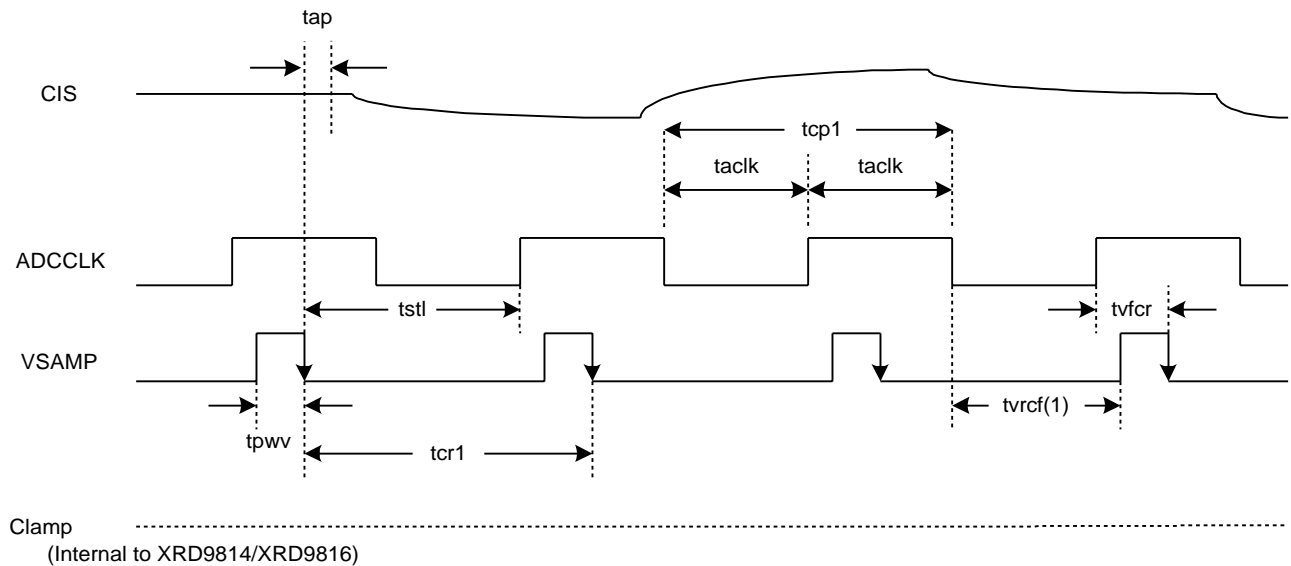 tap
CIS
tcp1
taclk taclk
ADCCLK
tstl tvfcr
VSAMP
tvrcf(1)
tpwv
tcr1
Clamp
(Internal to XRD9814/XRD9816)